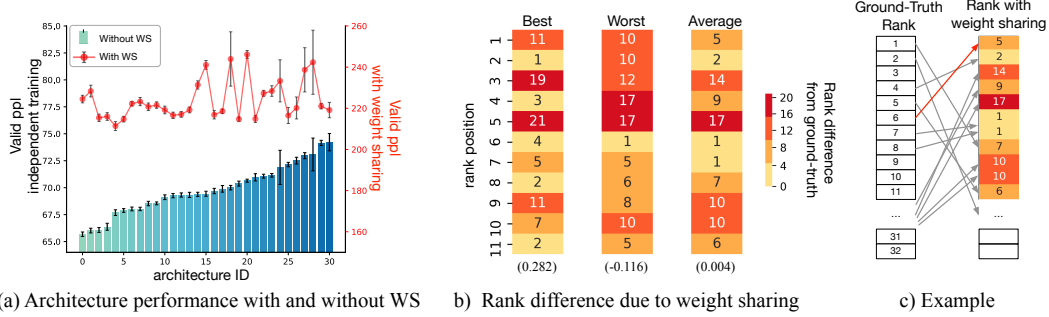 85.0
82.5
80.0
77.5
75.0
72.5
70.0
67.5
65.0
Valid ppl
independent training
Without WS
With WS
260
240
220
200
180
160
Valid ppl
with weight sharing
0 5 10 15 20 25 30
architecture ID
(a) Architecture performance with and without WS
Best Worst Average
rank position
1 11 10 5
2 1 10 2
3 19 12 14
4 3 17 9
5 21 17 17
6 4 1 1
7 5 5 1
8 2 6 7
9 11 8 10
10 7 10 10
11 2 5 6
(0.282) (-0.116) (0.004)
20
16
12
8
4
0
Rank difference
from ground-truth
b) Rank difference due to weight sharing
Ground-Truth
Rank
1
2
3
4
5
6
7
8
9
10
11
...
31
32
Rank with
weight sharing
5
2
14
9
17
1
1
7
10
10
6
...
c) Example